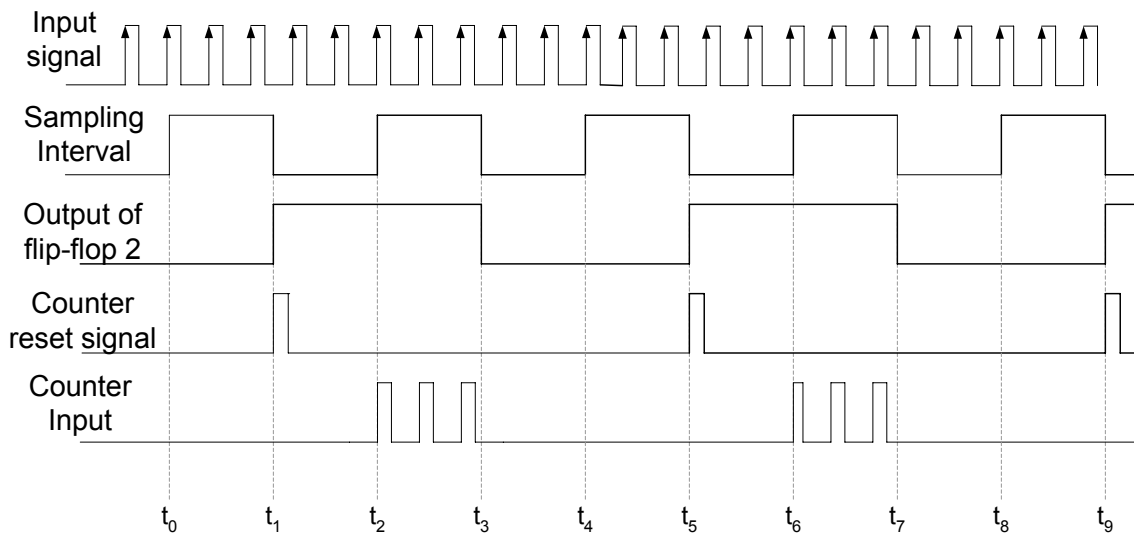 Input
signal
Sampling
Interval
Output of
flip-flop 2
Counter
reset signal
Counter
Input
t0 t1 t2 t3 t4 t5 t6 t7 t8 t9